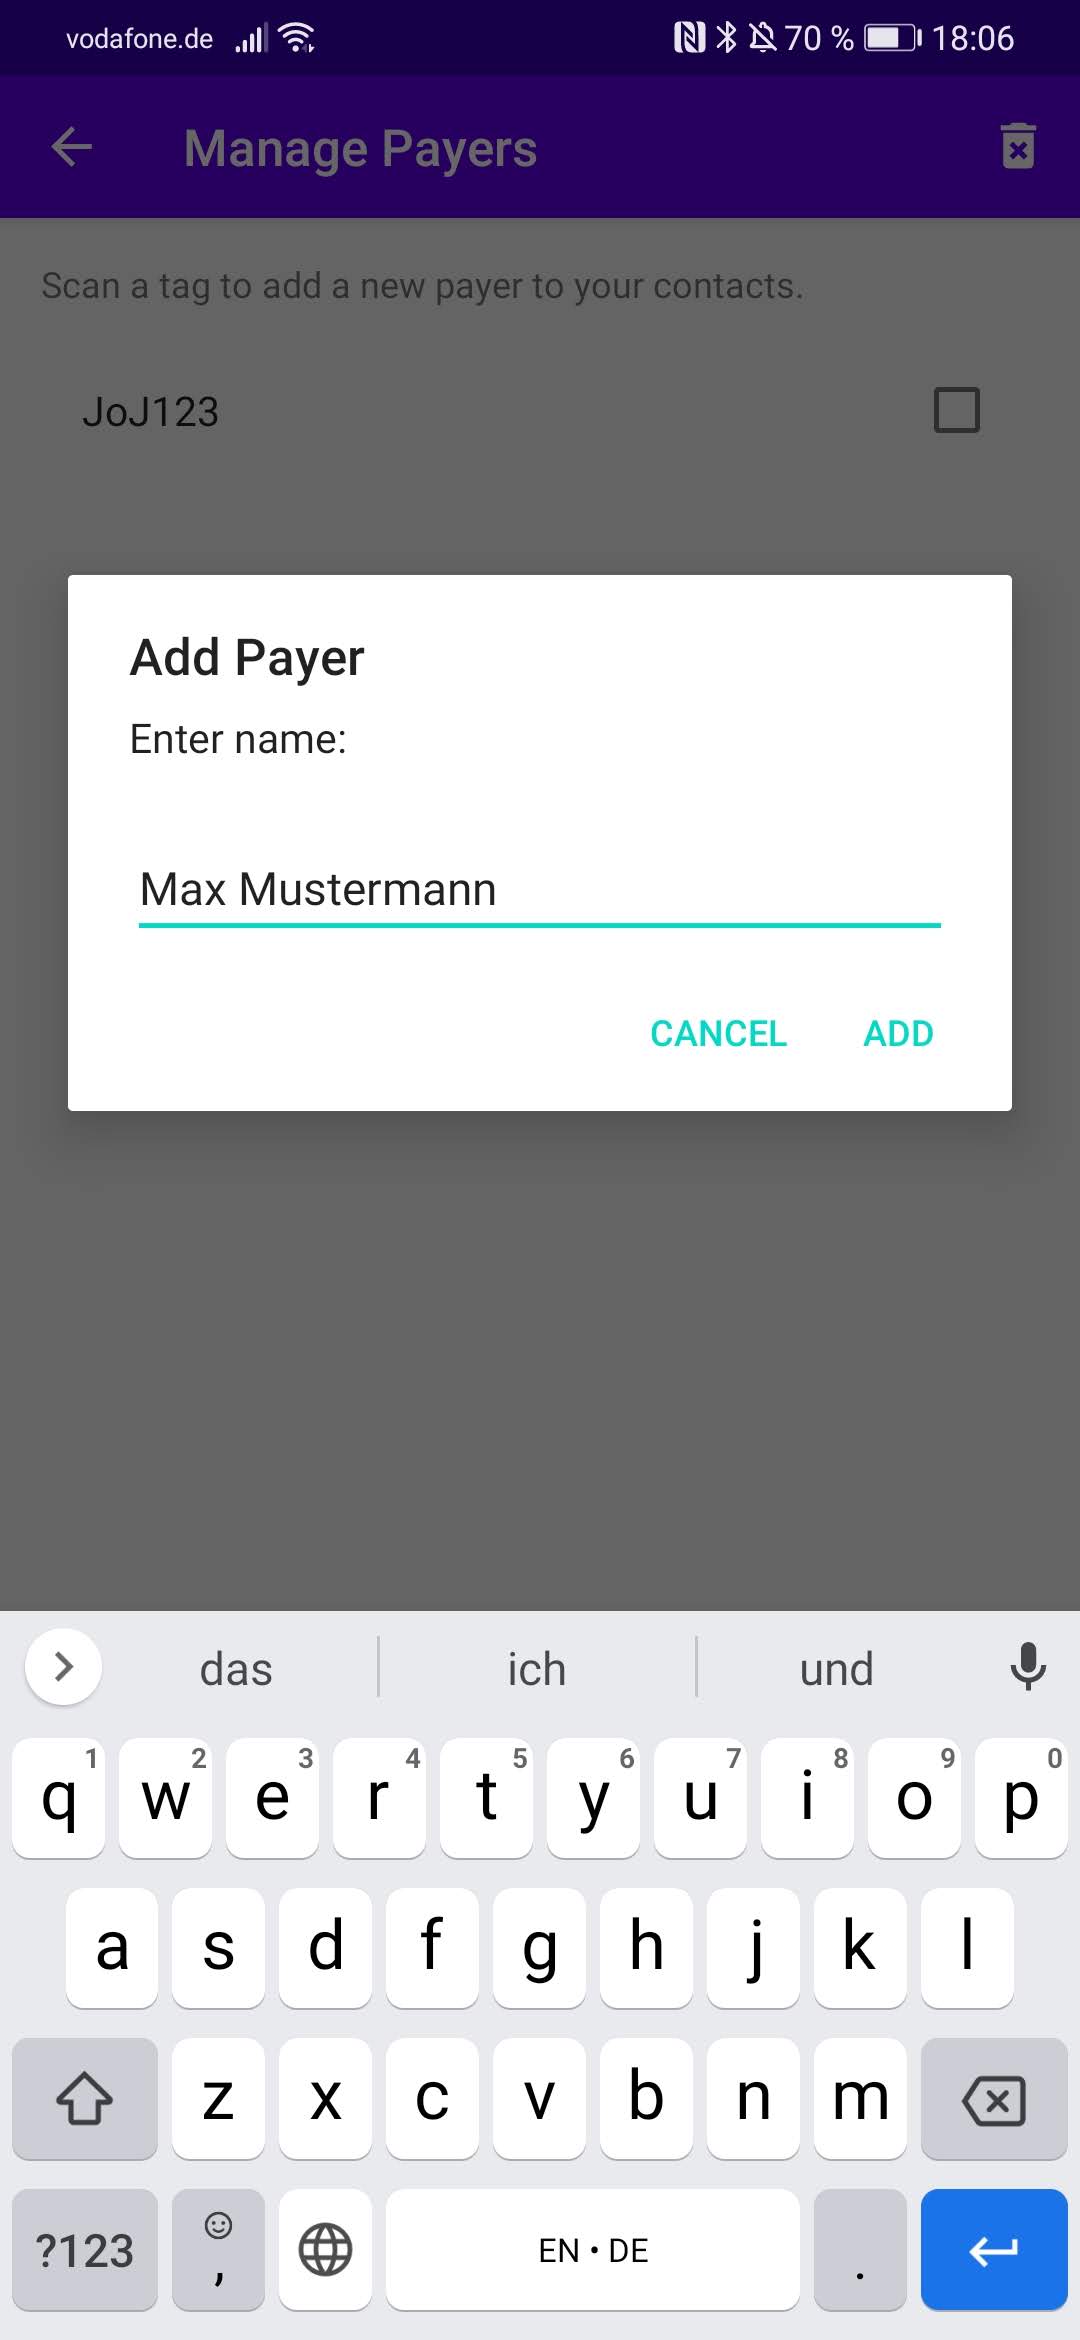 vodafone.de 70 % 18:06
Manage Payers
Scan a tag to add a new payer to your contacts.
JoJ123
Add Payer
Enter name:
Max Mustermann
CANCEL ADD
das ich und
1 2 3 4 5 6 7 8 9 0
q w e r t y u i o p
a s d f g h j k l
z x c v b n m
?123 , EN • DE .